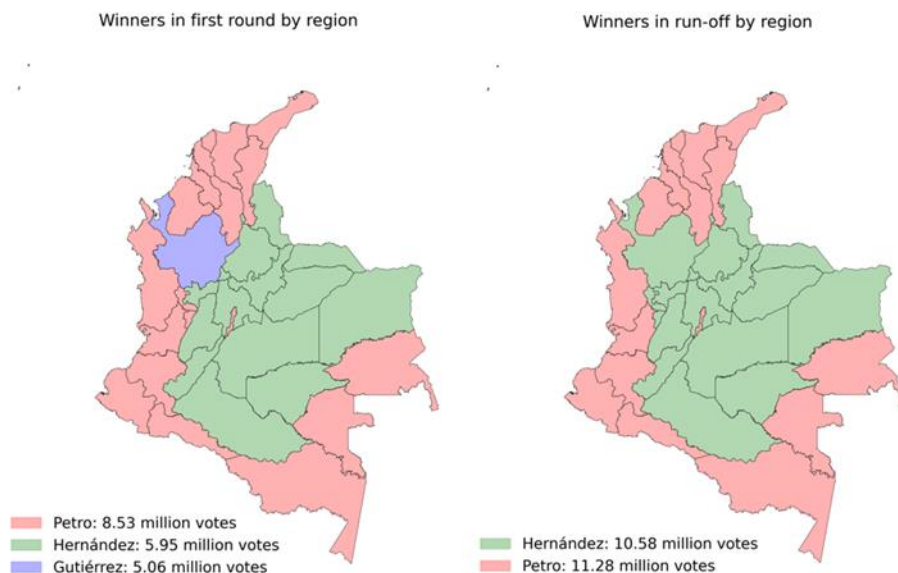 Winners in first round by region
Winners in run-off by region
Petro: 8.53 million votes
Hernández: 5.95 million votes
Gutiérrez: 5.06 million votes
Hernández: 10.58 million votes
Petro: 11.28 million votes